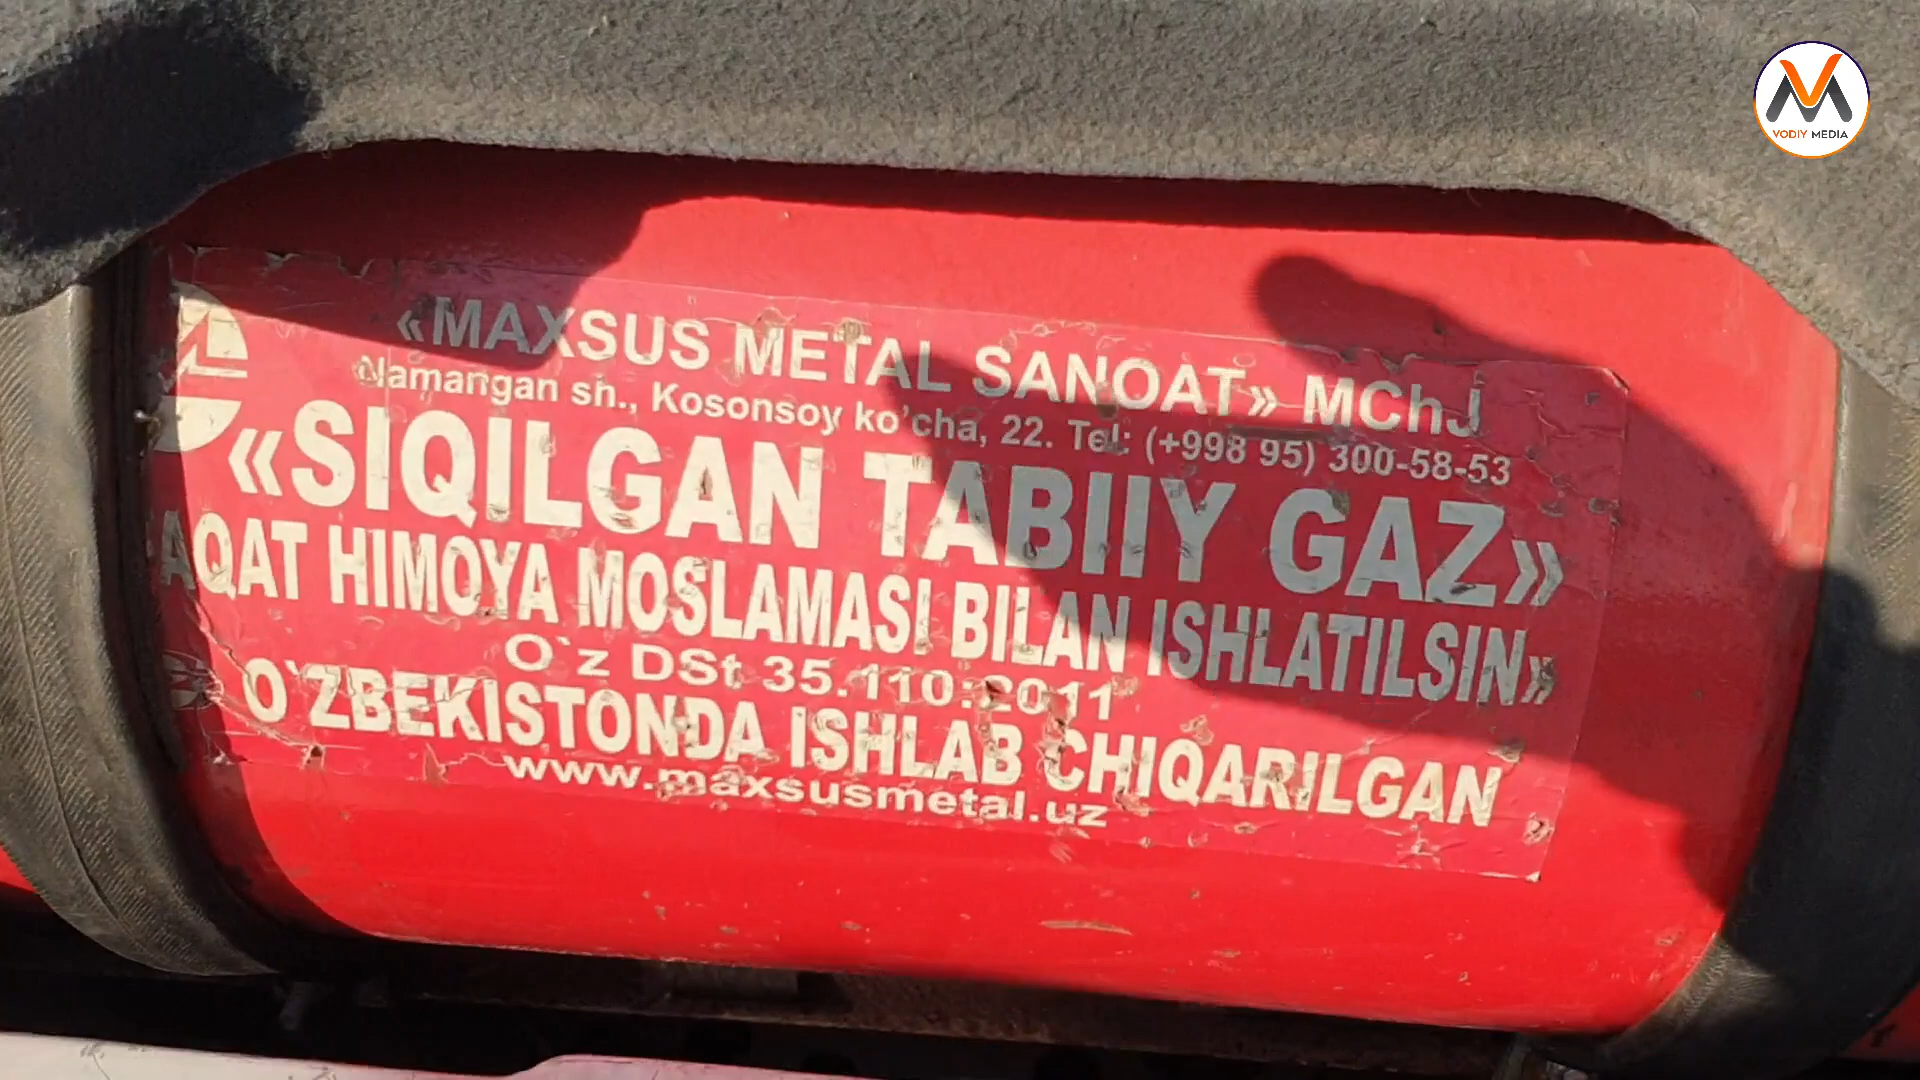 VODIY MEDIA
«MAXSUS METAL SANOAT» MChJ
Namangan sh., Kosonsoy ko'cha, 22. Tel: (+998 95) 300-58-53
«SIQILGAN TABIIY GAZ»
AQAT HIMOYA MOSLAMASI BILAN ISHLATILSIN»
O`z DSt 35.110:2011
O`ZBEKISTONDA ISHLAB CHIQARILGAN
www.maxsusmetal.uz